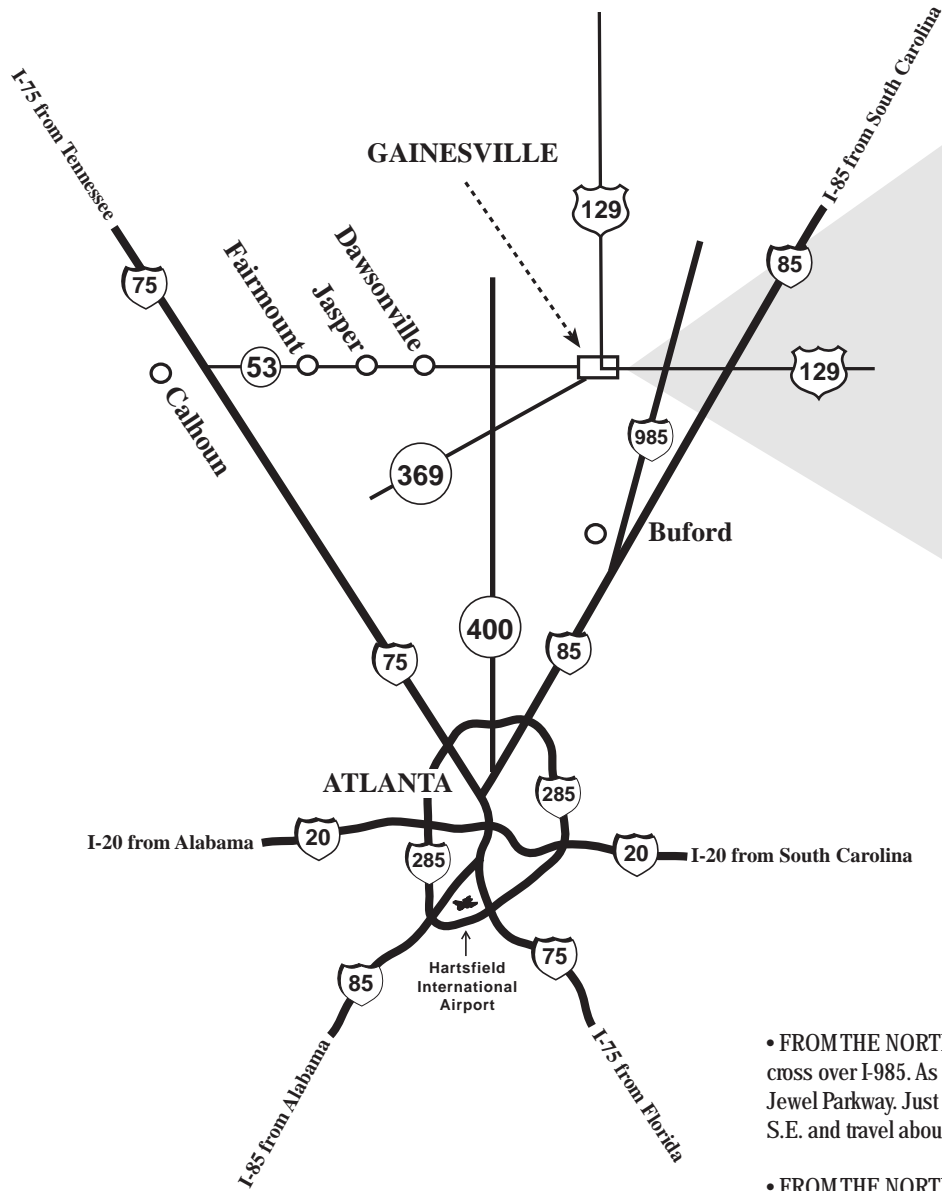 I-85 from South Carolina
I-75 from Tennessee
GAINESVILLE
129
75
85
Fairmount
Jasper
Dawsonville
53
129
Calhoun
985
369
Buford
400
85
75
ATLANTA
285
I-20 from Alabama
20
285
20
I-20 from South Carolina
85
Hartsfield
International
Airport
75
I-85 from Alabama
I-75 from Florida
• FROM THE NORT
cross over I-985. As
Jewel Parkway. Just
S.E. and travel abou
• FROM THE NORT